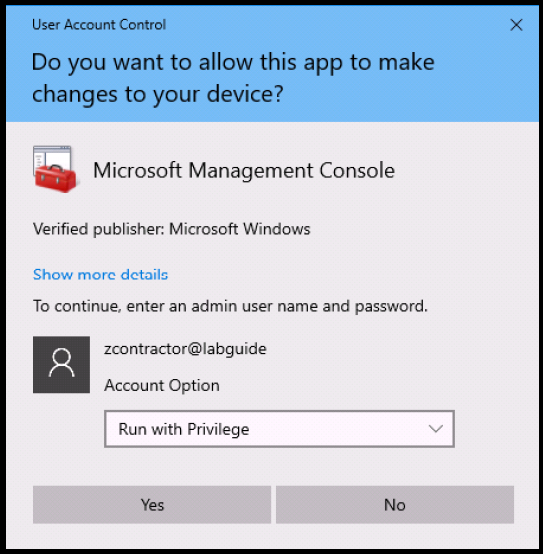 User Account Control
Do you want to allow this app to make
changes to your device?
Microsoft Management Console
Verified publisher: Microsoft Windows
Show more details
To continue, enter an admin user name and password.
zcontractor@labguide
Account Option
Run with Privilege
Yes
No